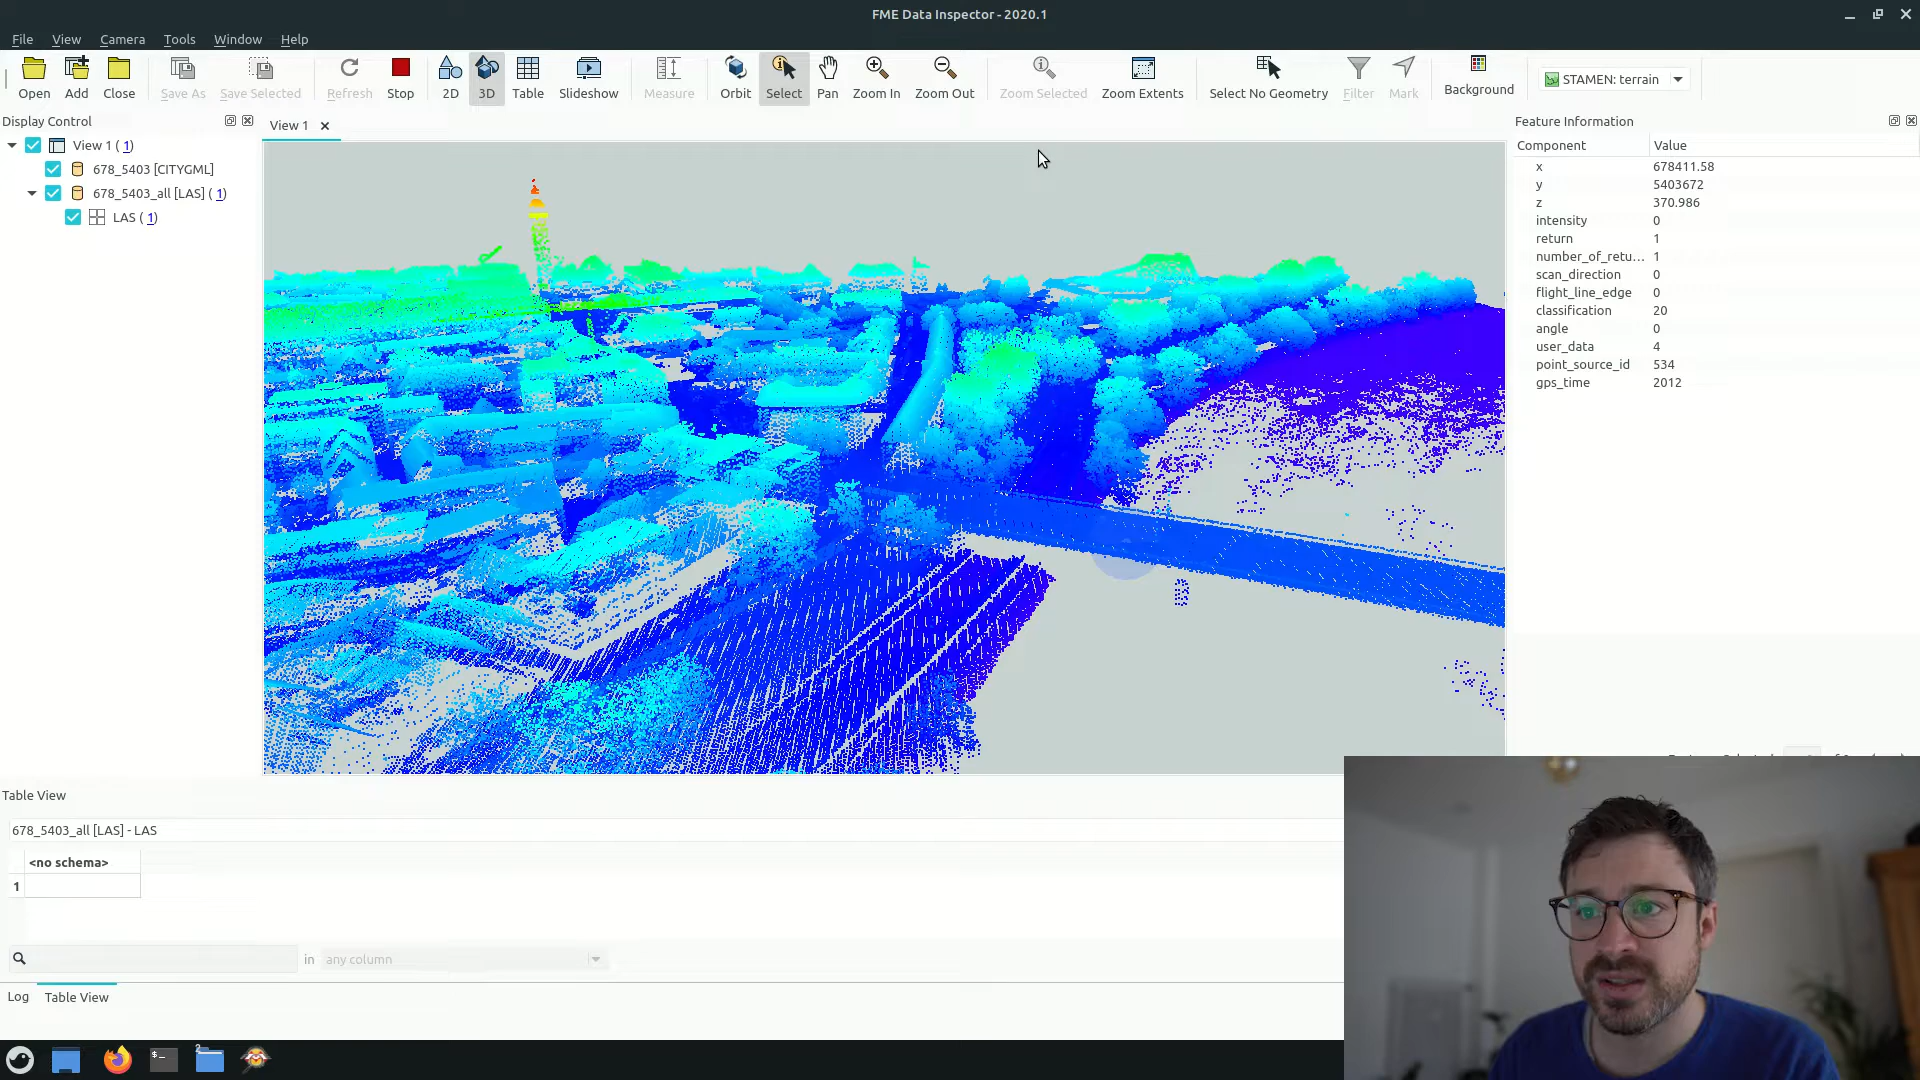 FME Data Inspector - 2020.1
File View Camera Tools Window Help
Open Add Close Save As Save Selected Refresh Stop 2D 3D Table Slideshow Measure Orbit Select Pan Zoom In Zoom Out Zoom Selected Zoom Extents Select No Geometry Filter Mark Background STAMEN: terrain
Display Control
View 1 (1)
678_5403 [CITYGML]
678_5403_all [LAS] (1)
LAS (1)
View 1
Feature Information
Component Value
x 678411.58
y 5403672
z 370.986
intensity 0
return 1
number_of_retu... 1
scan_direction 0
flight_line_edge 0
classification 20
angle 0
user_data 4
point_source_id 534
gps_time 2012
Table View
678_5403_all [LAS] - LAS
<no schema>
1
in any column
Log Table View
2